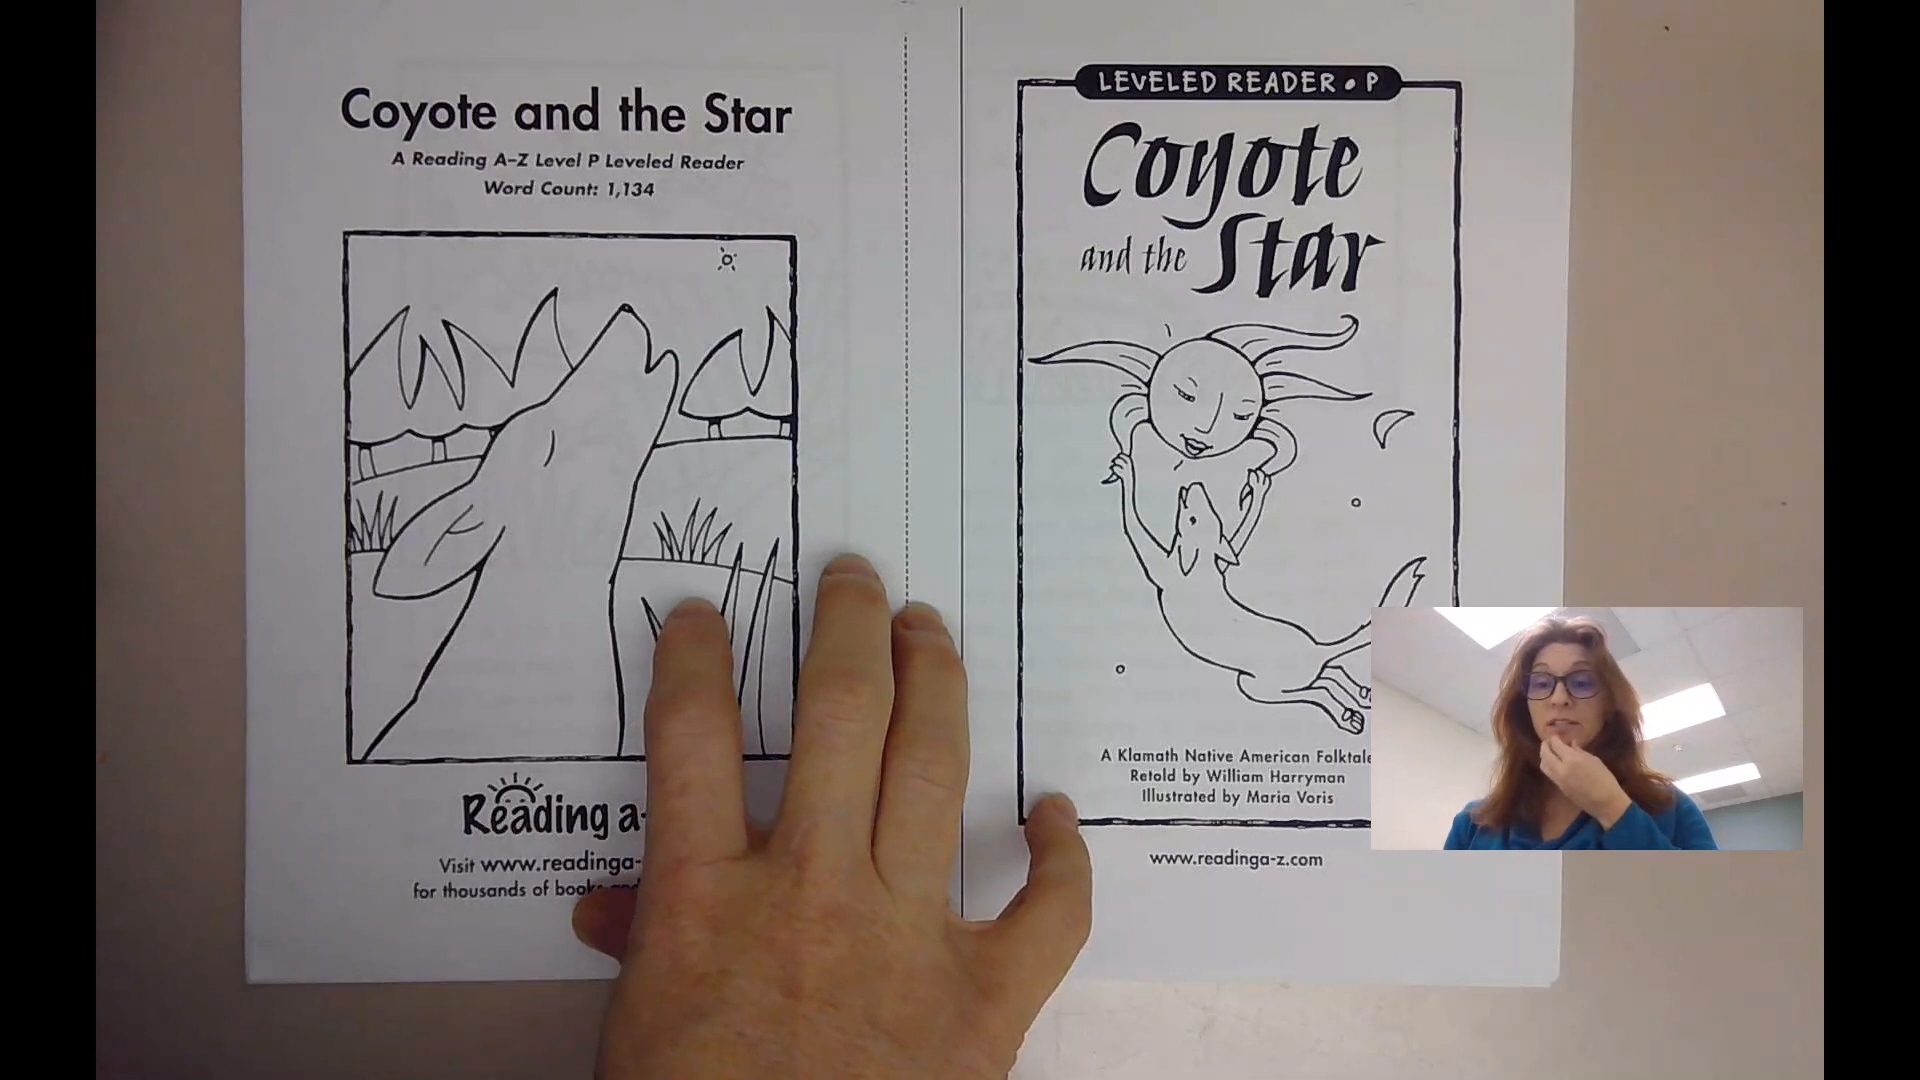 Coyote and the Star
A Reading A–Z Level P Leveled Reader
Word Count: 1,134
Reading a-
Visit www.readinga-
for thousands of books
LEVELED READER • P
Coyote
and the Star
A Klamath Native American Folktale
Retold by William Harryman
Illustrated by Maria Voris
www.readinga-z.com